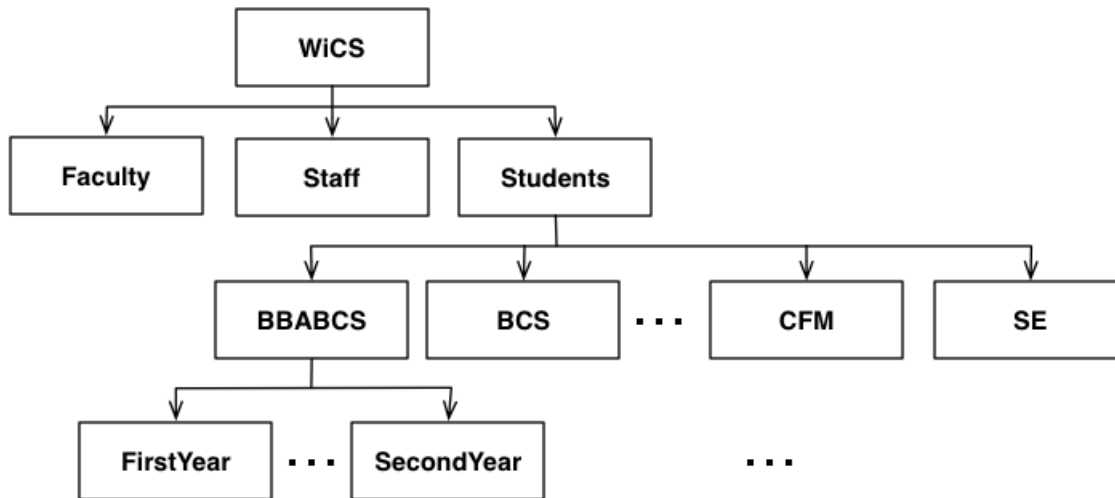 WiCS
Faculty Staff Students
BBABCS BCS ... CFM SE
FirstYear ... SecondYear ...